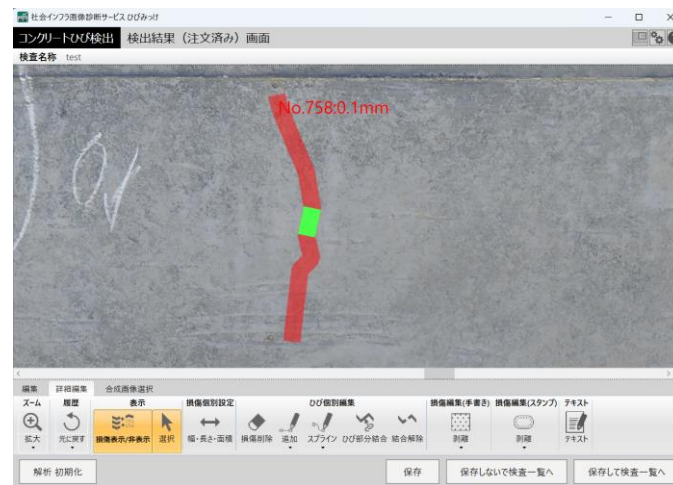 社会インフラ画像診断サービス ひびみっけ
コンクリートひび検出 検出結果（注文済み）画面
検査名称 test
No.758:0.1mm
編集 詳細編集 合成画像選択
ズーム 履歴 表示 損傷個別設定 ひび個別編集 損傷編集(手書き) 損傷編集(スタンプ) テキスト
拡大 元に戻す 損傷表示/非表示 選択 幅・長さ・面積 損傷削除 追加 スプライン ひび部分結合 結合解除 剥離 剥離 テキスト
解析 初期化 保存 保存しないで検査一覧へ 保存して検査一覧へ